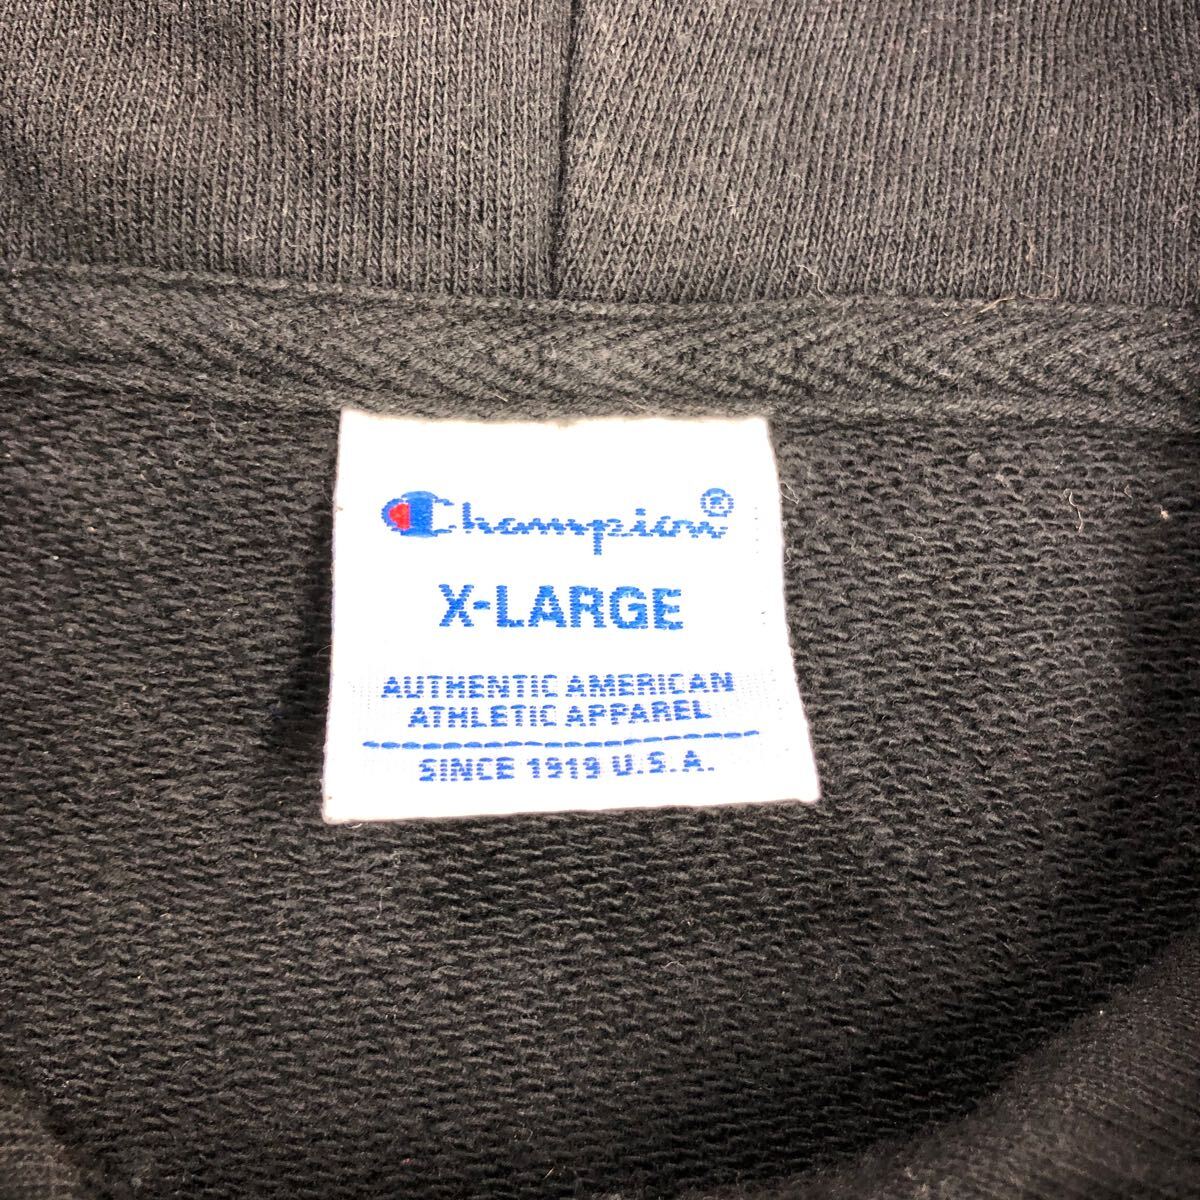 Champion®
X-LARGE
AUTHENTIC AMERICAN
ATHLETIC APPAREL
SINCE 1919 U.S.A.